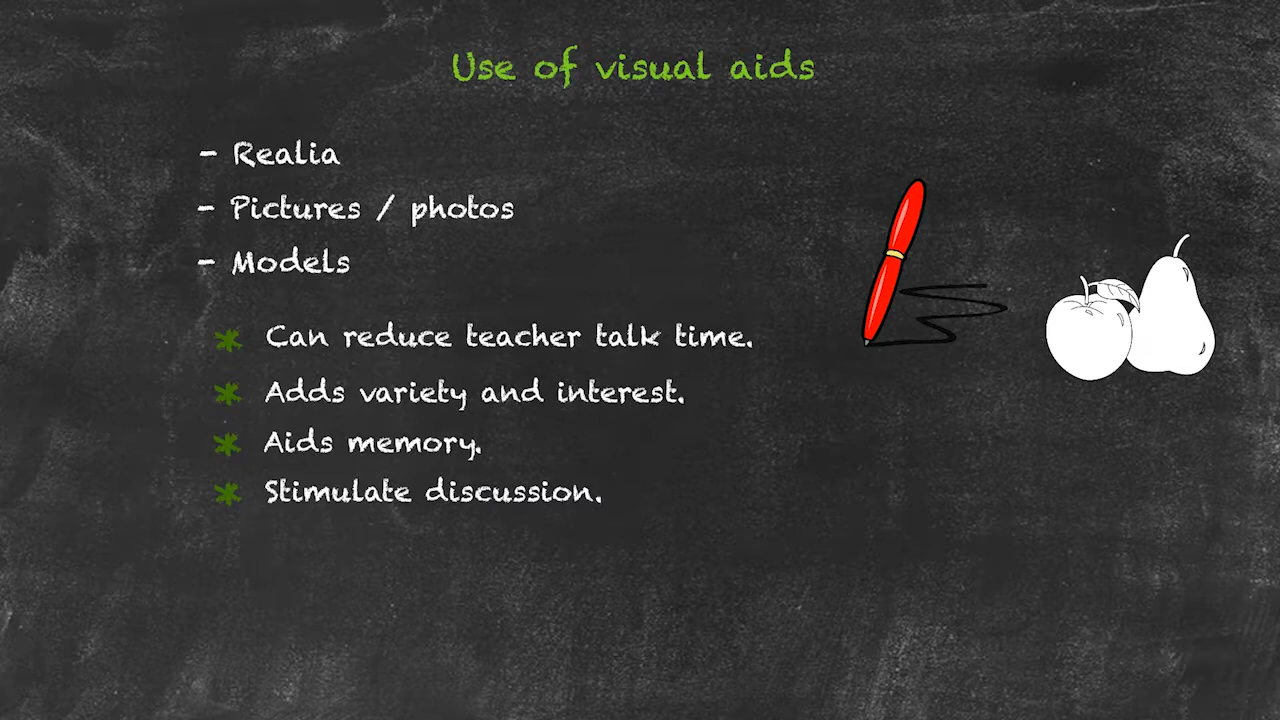 Use of visual aids
- Realia
- Pictures / photos
- Models
* Can reduce teacher talk time.
* Adds variety and interest.
* Aids memory.
* Stimulate discussion.